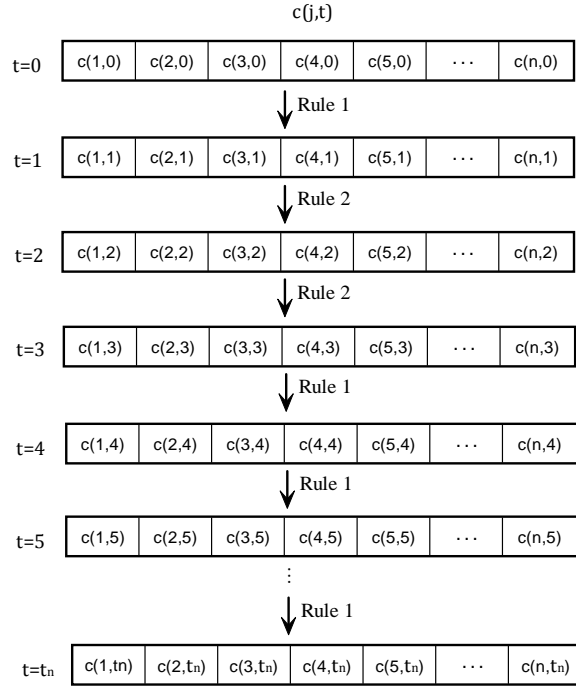 c(j,t)
t=0 c(1,0) c(2,0) c(3,0) c(4,0) c(5,0) ··· c(n,0)
Rule 1
t=1 c(1,1) c(2,1) c(3,1) c(4,1) c(5,1) ··· c(n,1)
Rule 2
t=2 c(1,2) c(2,2) c(3,2) c(4,2) c(5,2) ··· c(n,2)
Rule 2
t=3 c(1,3) c(2,3) c(3,3) c(4,3) c(5,3) ··· c(n,3)
Rule 1
t=4 c(1,4) c(2,4) c(3,4) c(4,4) c(5,4) ··· c(n,4)
Rule 1
t=5 c(1,5) c(2,5) c(3,5) c(4,5) c(5,5) ··· c(n,5)
⋮
Rule 1
t=tn c(1,tn) c(2,tn) c(3,tn) c(4,tn) c(5,tn) ··· c(n,tn)